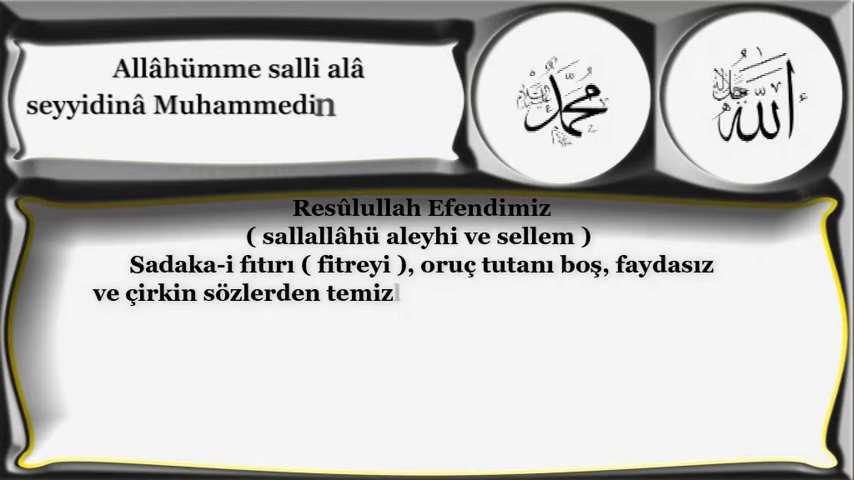 Allâhümme salli alâ
seyyidinâ Muhammedin
محمد
الله
Resûlullah Efendimiz
( sallallâhü aleyhi ve sellem )
Sadaka-i fıtırı ( fitreyi ), oruç tutanı boş, faydasız
ve çirkin sözlerden temizl